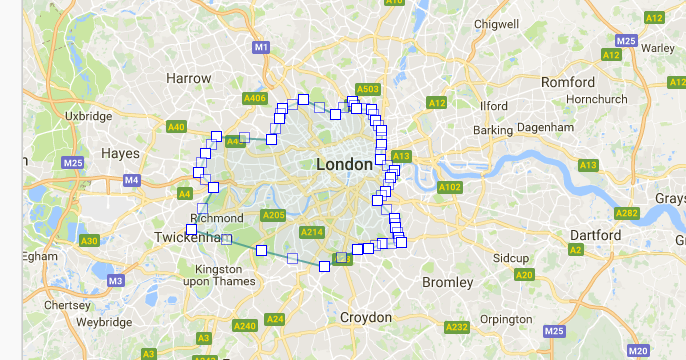 A10
Chigwell
A12
M25
Warley
M1
A12
Harrow
A503
Romford
A127
A406
A12
Ilford
Hornchurch
Uxbridge
A40
Barking
Dagenham
Hayes
M25
London
A13
A13
M4
A4
A102
Grays
Richmond
A205
A282
A214
Twickenha
A30
Dartford
A2
Egham
Kingston
upon Thames
Sidcup
A20
M3
Bromley
Chertsey
Weybridge
A24
Croydon
Orpington
A240
A232
M25
A3
A3
M20